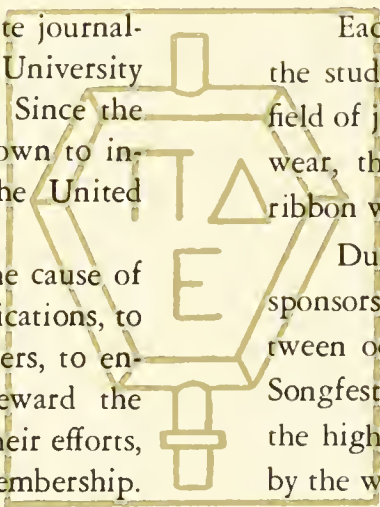 te journal-
University
Since the
own to in-
he United
ne cause of
ications, to
ers, to en-
eward the
heir efforts,
embership.
Π Δ
Ε
Eac
the stud
field of j
wear, th
ribbon w
Du
sponsors
tween o
Songfest
the high
by the w